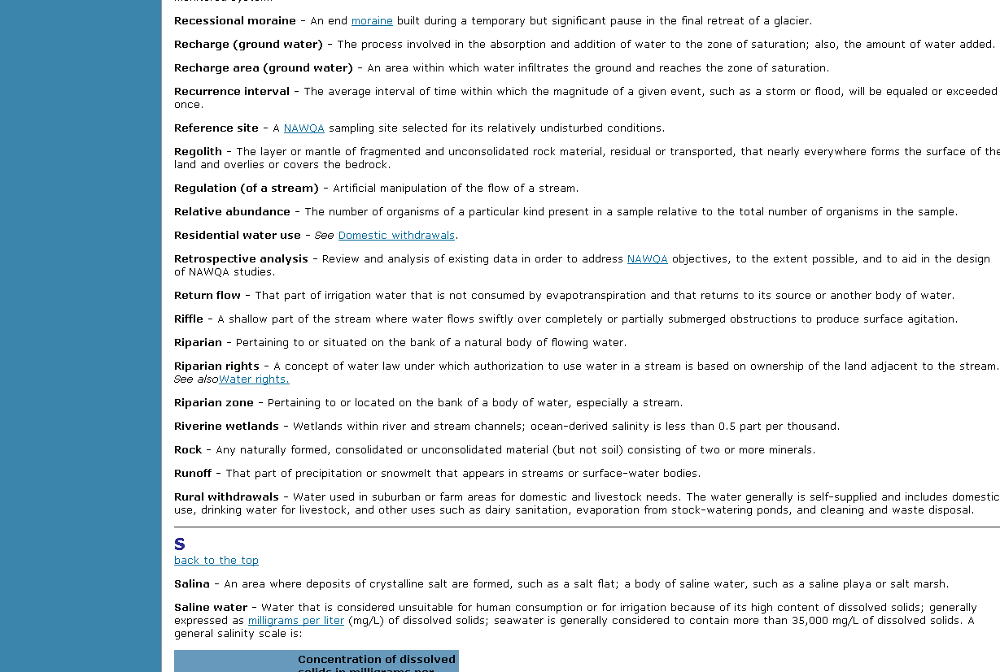 monitored system.
Recessional moraine – An end moraine built during a temporary but significant pause in the final retreat of a glacier.
Recharge (ground water) – The process involved in the absorption and addition of water to the zone of saturation; also, the amount of water added.
Recharge area (ground water) – An area within which water infiltrates the ground and reaches the zone of saturation.
Recurrence interval – The average interval of time within which the magnitude of a given event, such as a storm or flood, will be equaled or exceeded
once.
Reference site – A NAWQA sampling site selected for its relatively undisturbed conditions.
Regolith – The layer or mantle of fragmented and unconsolidated rock material, residual or transported, that nearly everywhere forms the surface of the
land and overlies or covers the bedrock.
Regulation (of a stream) – Artificial manipulation of the flow of a stream.
Relative abundance – The number of organisms of a particular kind present in a sample relative to the total number of organisms in the sample.
Residential water use – See Domestic withdrawals.
Retrospective analysis – Review and analysis of existing data in order to address NAWQA objectives, to the extent possible, and to aid in the design
of NAWQA studies.
Return flow – That part of irrigation water that is not consumed by evapotranspiration and that returns to its source or another body of water.
Riffle – A shallow part of the stream where water flows swiftly over completely or partially submerged obstructions to produce surface agitation.
Riparian – Pertaining to or situated on the bank of a natural body of flowing water.
Riparian rights – A concept of water law under which authorization to use water in a stream is based on ownership of the land adjacent to the stream.
See alsoWater rights.
Riparian zone – Pertaining to or located on the bank of a body of water, especially a stream.
Riverine wetlands – Wetlands within river and stream channels; ocean-derived salinity is less than 0.5 part per thousand.
Rock – Any naturally formed, consolidated or unconsolidated material (but not soil) consisting of two or more minerals.
Runoff – That part of precipitation or snowmelt that appears in streams or surface-water bodies.
Rural withdrawals – Water used in suburban or farm areas for domestic and livestock needs. The water generally is self-supplied and includes domestic
use, drinking water for livestock, and other uses such as dairy sanitation, evaporation from stock-watering ponds, and cleaning and waste disposal.
S
back to the top
Salina – An area where deposits of crystalline salt are formed, such as a salt flat; a body of saline water, such as a saline playa or salt marsh.
Saline water – Water that is considered unsuitable for human consumption or for irrigation because of its high content of dissolved solids; generally
expressed as milligrams per liter (mg/L) of dissolved solids; seawater is generally considered to contain more than 35,000 mg/L of dissolved solids. A
general salinity scale is:
Concentration of dissolved
solids in milligrams per